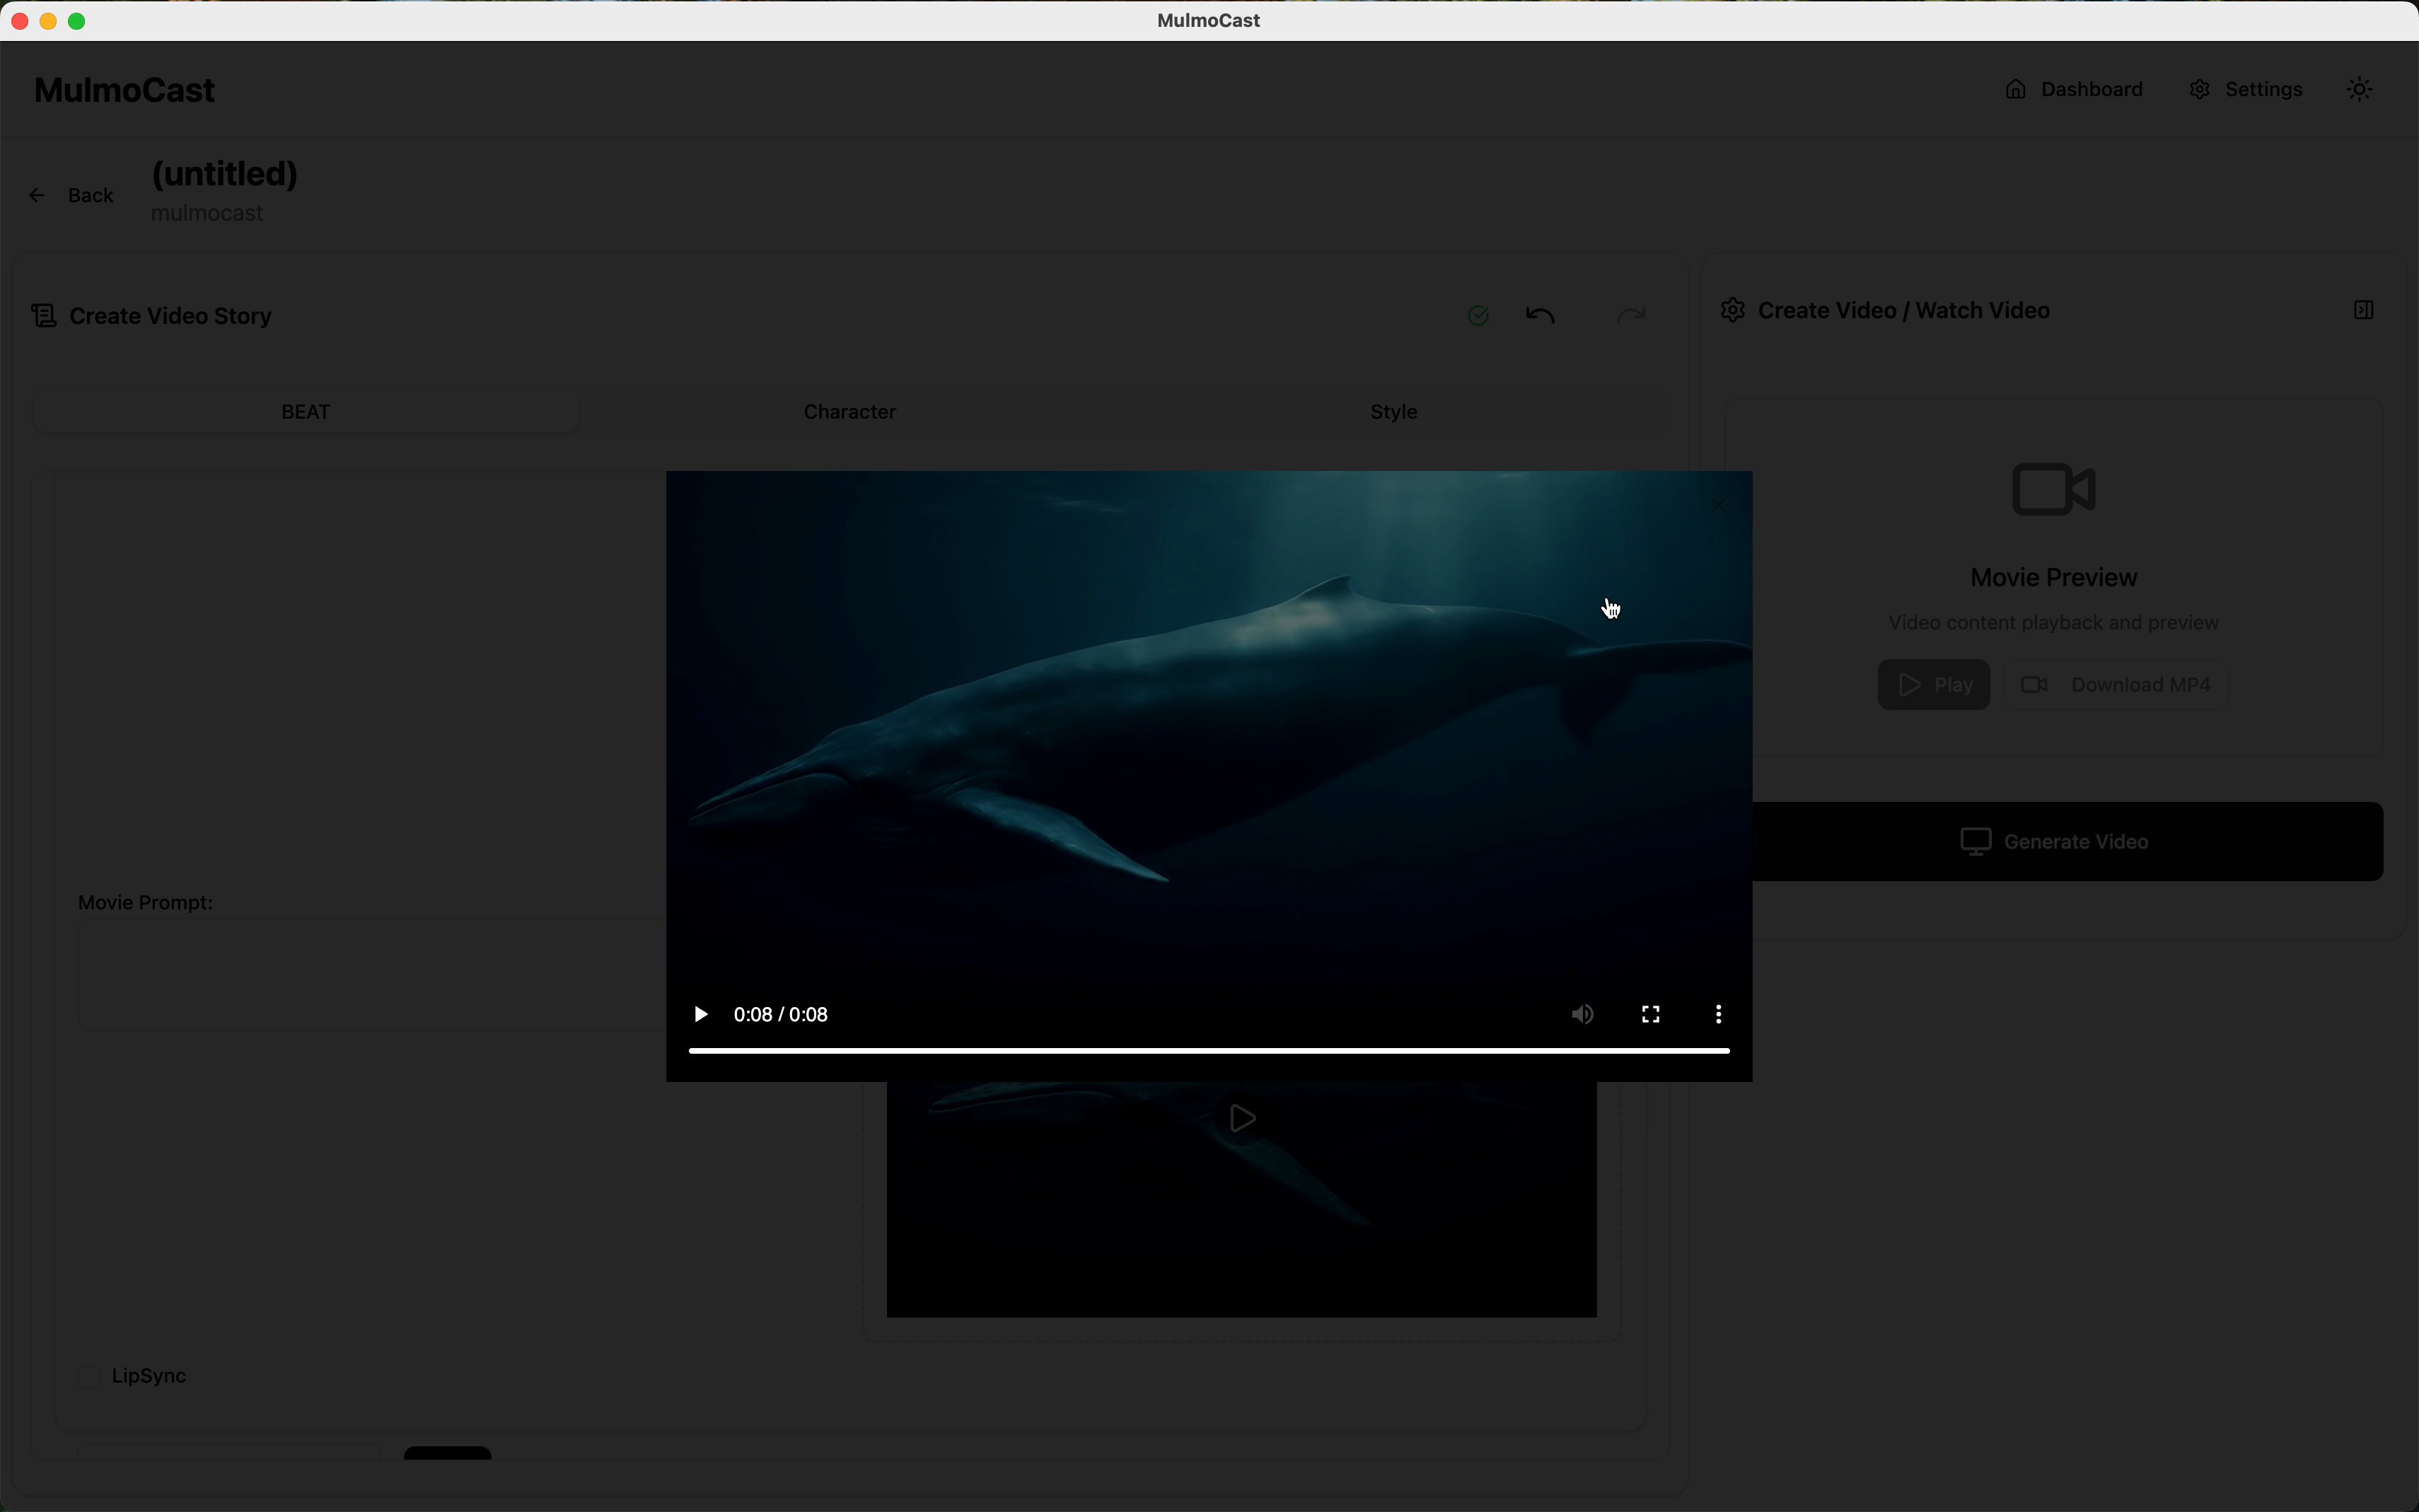 MulmoCast
MulmoCast
Dashboard
Settings
Back
(untitled)
mulmocast
Create Video Story
Create Video / Watch Video
BEAT
Character
Style
Movie Preview
Video content playback and preview
Play
Download MP4
Generate Video
Movie Prompt:
0:08 / 0:08
LipSync